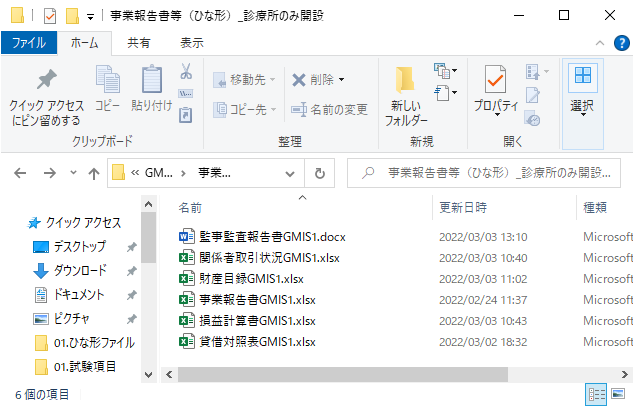 事業報告書等（ひな形）_診療所のみ開設
ファイル ホーム 共有 表示
クイック アクセス
にピン留めする
コピー
貼り付け
クリップボード
移動先
コピー先
削除
名前の変更
整理
新しい
フォルダー
新規
プロパティ
開く
選択
« GM... 事業...
事業報告書等（ひな形）_診療所のみ開設...
クイック アクセス
デスクトップ
ダウンロード
ドキュメント
ピクチャ
01.ひな形ファイル
01.試験項目
名前 更新日時 種類
監事監査報告書GMIS1.docx 2022/03/03 13:10 Microsoft
関係者取引状況GMIS1.xlsx 2022/03/03 10:40 Microsoft
財産目録GMIS1.xlsx 2022/03/03 11:02 Microsoft
事業報告書GMIS1.xlsx 2022/02/24 11:37 Microsoft
損益計算書GMIS1.xlsx 2022/03/03 10:43 Microsoft
貸借対照表GMIS1.xlsx 2022/03/02 18:32 Microsoft
6 個の項目